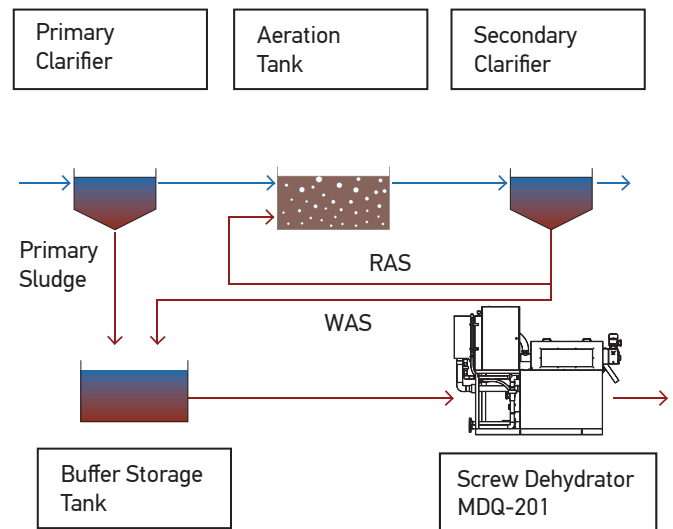 Primary
Clarifier
Aeration
Tank
Secondary
Clarifier
Primary
Sludge
RAS
WAS
Buffer Storage
Tank
Screw Dehydrator
MDQ-201